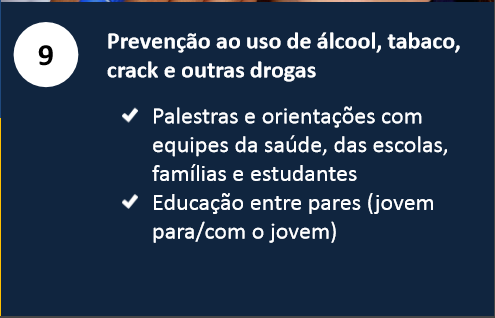 9
Prevenção ao uso de álcool, tabaco,
crack e outras drogas
Palestras e orientações com
equipes da saúde, das escolas,
famílias e estudantes
Educação entre pares (jovem
para/com o jovem)